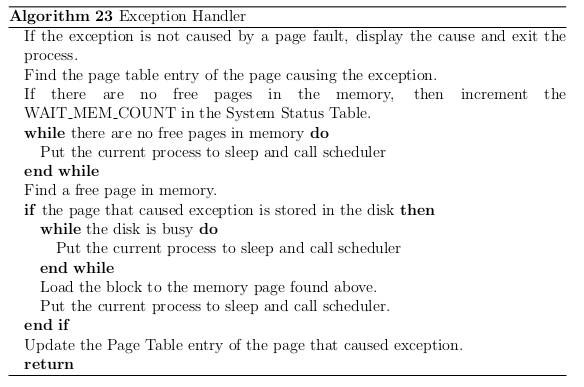 Algorithm 23 Exception Handler
If the exception is not caused by a page fault, display the cause and exit the
process.
Find the page table entry of the page causing the exception.
If there are no free pages in the memory, then increment the
WAIT_MEM_COUNT in the System Status Table.
while there are no free pages in memory do
Put the current process to sleep and call scheduler
end while
Find a free page in memory.
if the page that caused exception is stored in the disk then
while the disk is busy do
Put the current process to sleep and call scheduler
end while
Load the block to the memory page found above.
Put the current process to sleep and call scheduler.
end if
Update the Page Table entry of the page that caused exception.
return